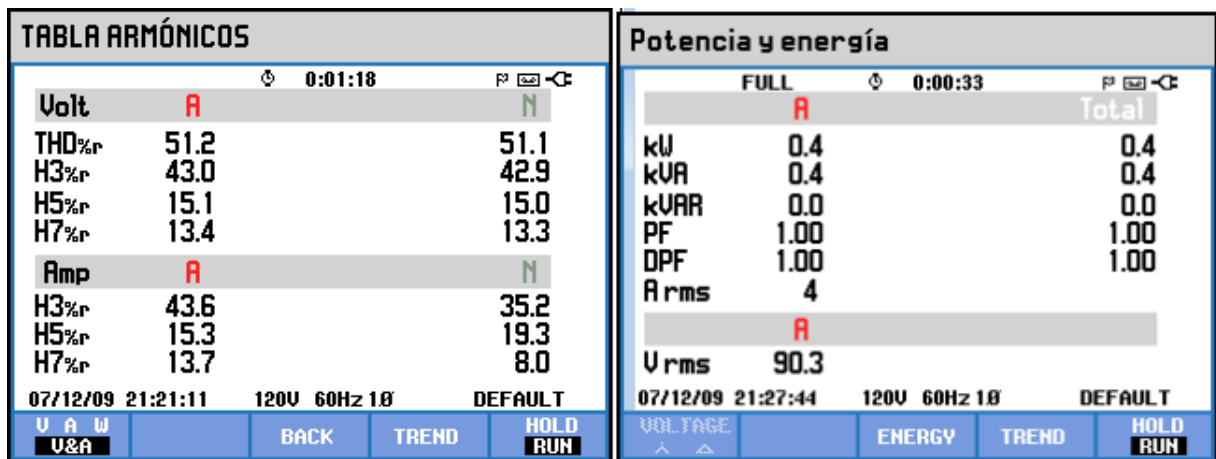 TABLA ARMÓNICOS
0:01:18
Volt A N
THD%r 51.2 51.1
H3%r 43.0 42.9
H5%r 15.1 15.0
H7%r 13.4 13.3
Amp A N
H3%r 43.6 35.2
H5%r 15.3 19.3
H7%r 13.7 8.0
07/12/09 21:21:11 120V 60Hz 1Ø DEFAULT
V A W BACK TREND HOLD
V&A RUN
Potencia y energía
FULL 0:00:33
A Total
kW 0.4 0.4
kVA 0.4 0.4
kVAR 0.0 0.0
PF 1.00 1.00
DPF 1.00 1.00
A rms 4
A
V rms 90.3
07/12/09 21:27:44 120V 60Hz 1Ø DEFAULT
VOLTAGE ENERGY TREND HOLD
RUN